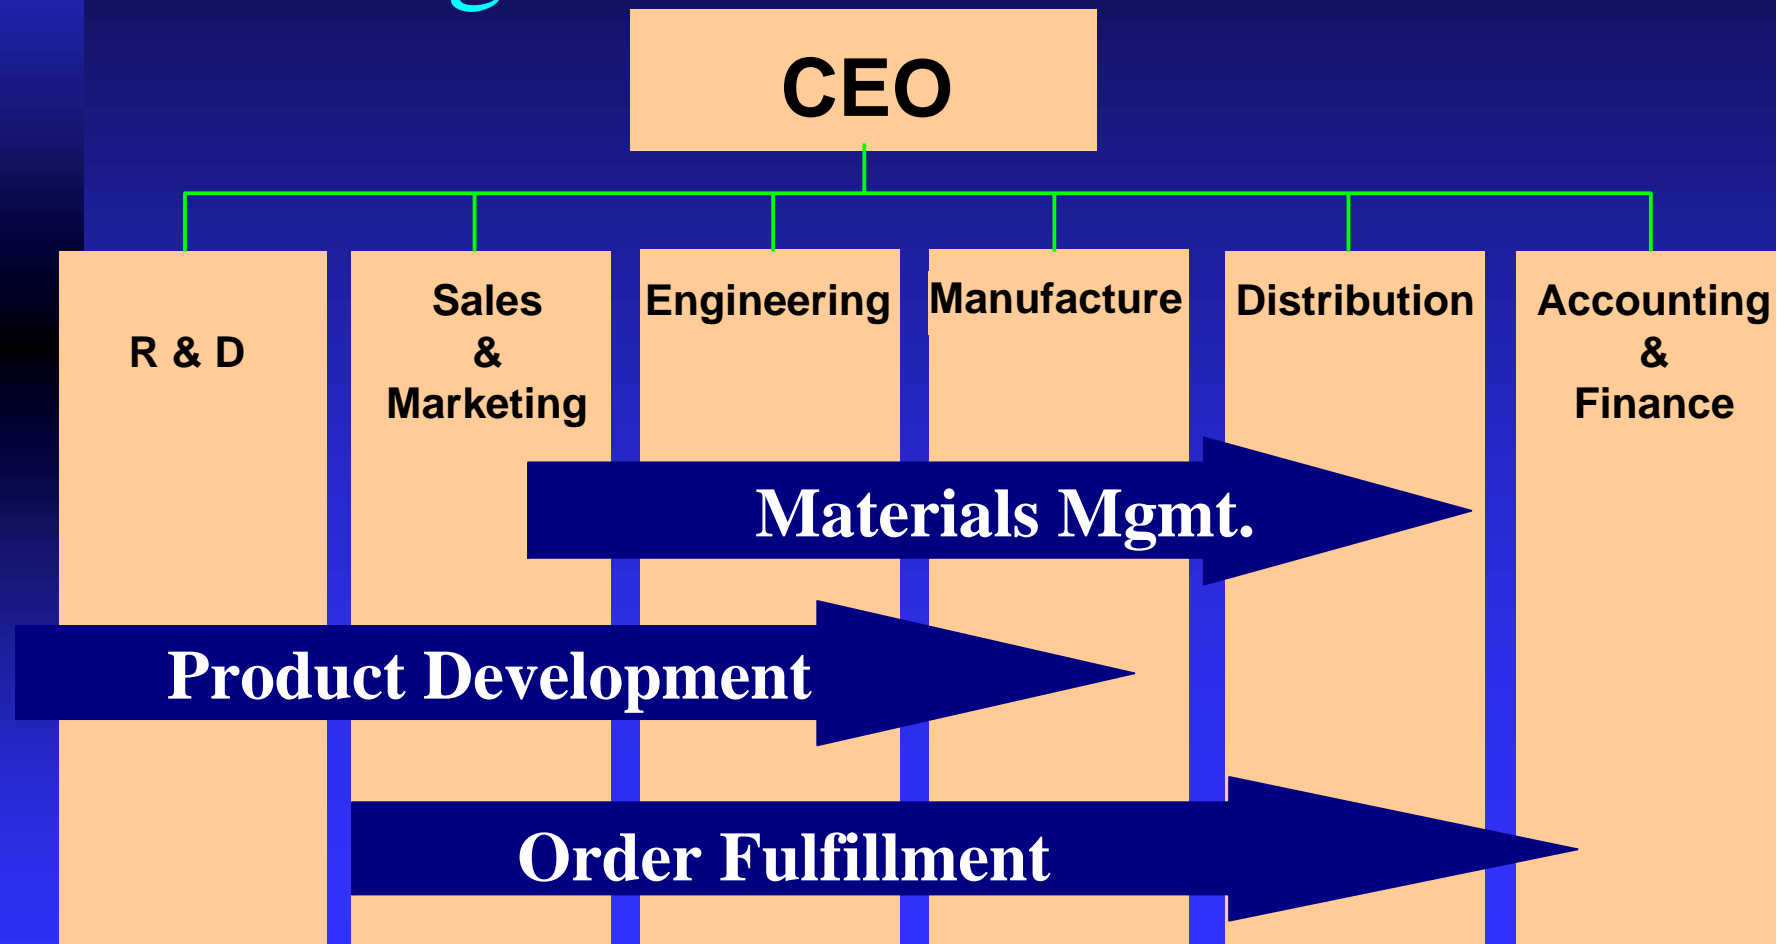 CEO
R & D
Sales
&
Marketing
Engineering
Manufacture
Distribution
Accounting
&
Finance
Materials Mgmt.
Product Development
Order Fulfillment